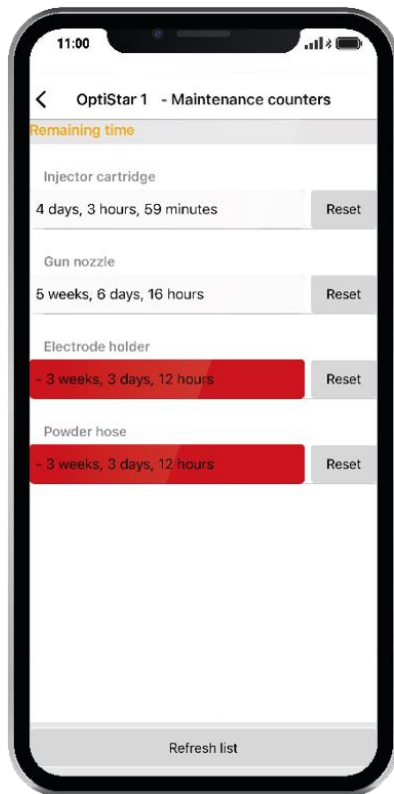 11:00
OptiStar 1 - Maintenance counters
Remaining time
Injector cartridge
4 days, 3 hours, 59 minutes Reset
Gun nozzle
5 weeks, 6 days, 16 hours Reset
Electrode holder
- 3 weeks, 3 days, 12 hours Reset
Powder hose
- 3 weeks, 3 days, 12 hours Reset
Refresh list